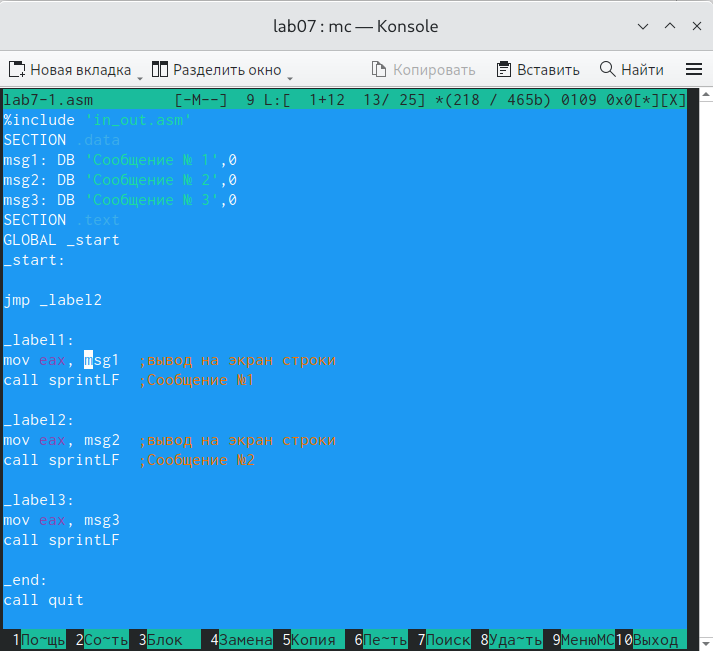 lab07 : mc — Konsole
Новая вкладка Разделить окно Копировать Вставить Найти
lab7-1.asm [-M--] 9 L:[ 1+12 13/ 25] *(218 / 465b) 0109 0x0[*][X]
%include 'in_out.asm'
SECTION .data
msg1: DB 'Сообщение № 1',0
msg2: DB 'Сообщение № 2',0
msg3: DB 'Сообщение № 3',0
SECTION .text
GLOBAL _start
_start:
jmp _label2
_label1:
mov eax, msg1 ;вывод на экран строки
call sprintLF ;Сообщение №1
_label2:
mov eax, msg2 ;вывод на экран строки
call sprintLF ;Сообщение №2
_label3:
mov eax, msg3
call sprintLF
_end:
call quit
1По~щь 2Со~ть 3Блок 4Замена 5Копия 6Пе~ть 7Поиск 8Уда~ть 9МенюMC 10Выход